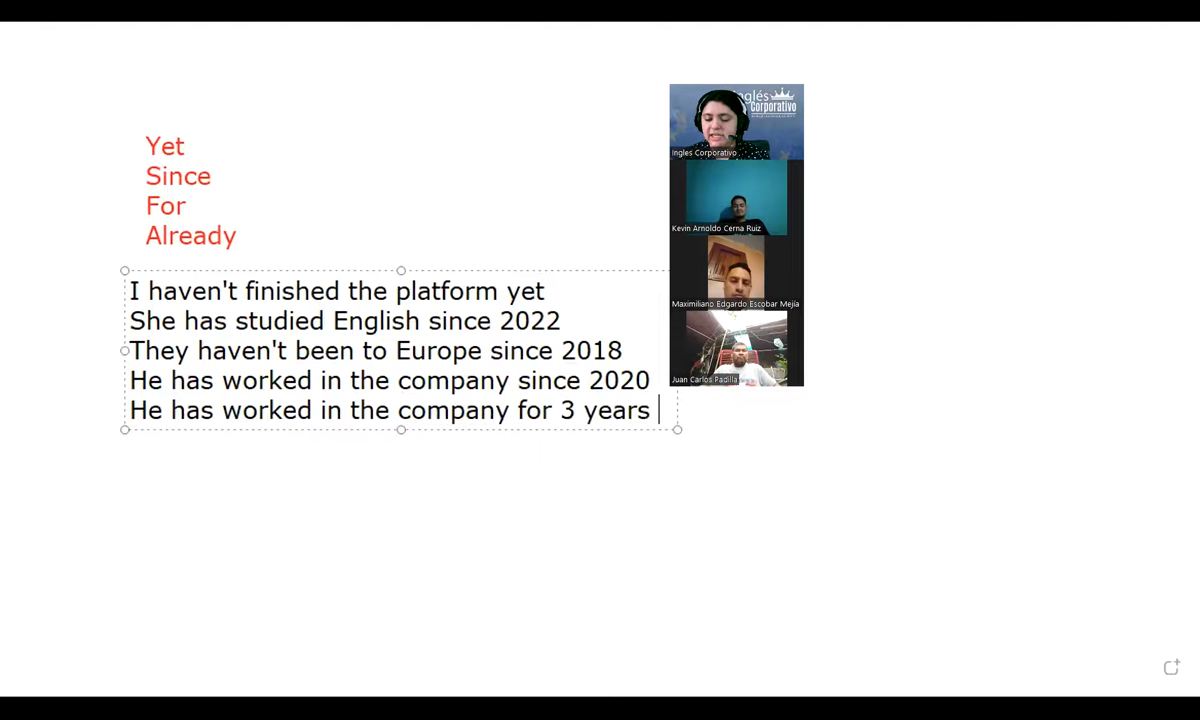 Yet
Since
For
Already
I haven't finished the platform yet
She has studied English since 2022
They haven't been to Europe since 2018
He has worked in the company since 2020
He has worked in the company for 3 years
Inglés
Corporativo
Ingles Corporativo
Kevin Arnoldo Cerna Ruiz
Maximiliano Edgardo Escobar Mejía
Juan Carlos Padilla